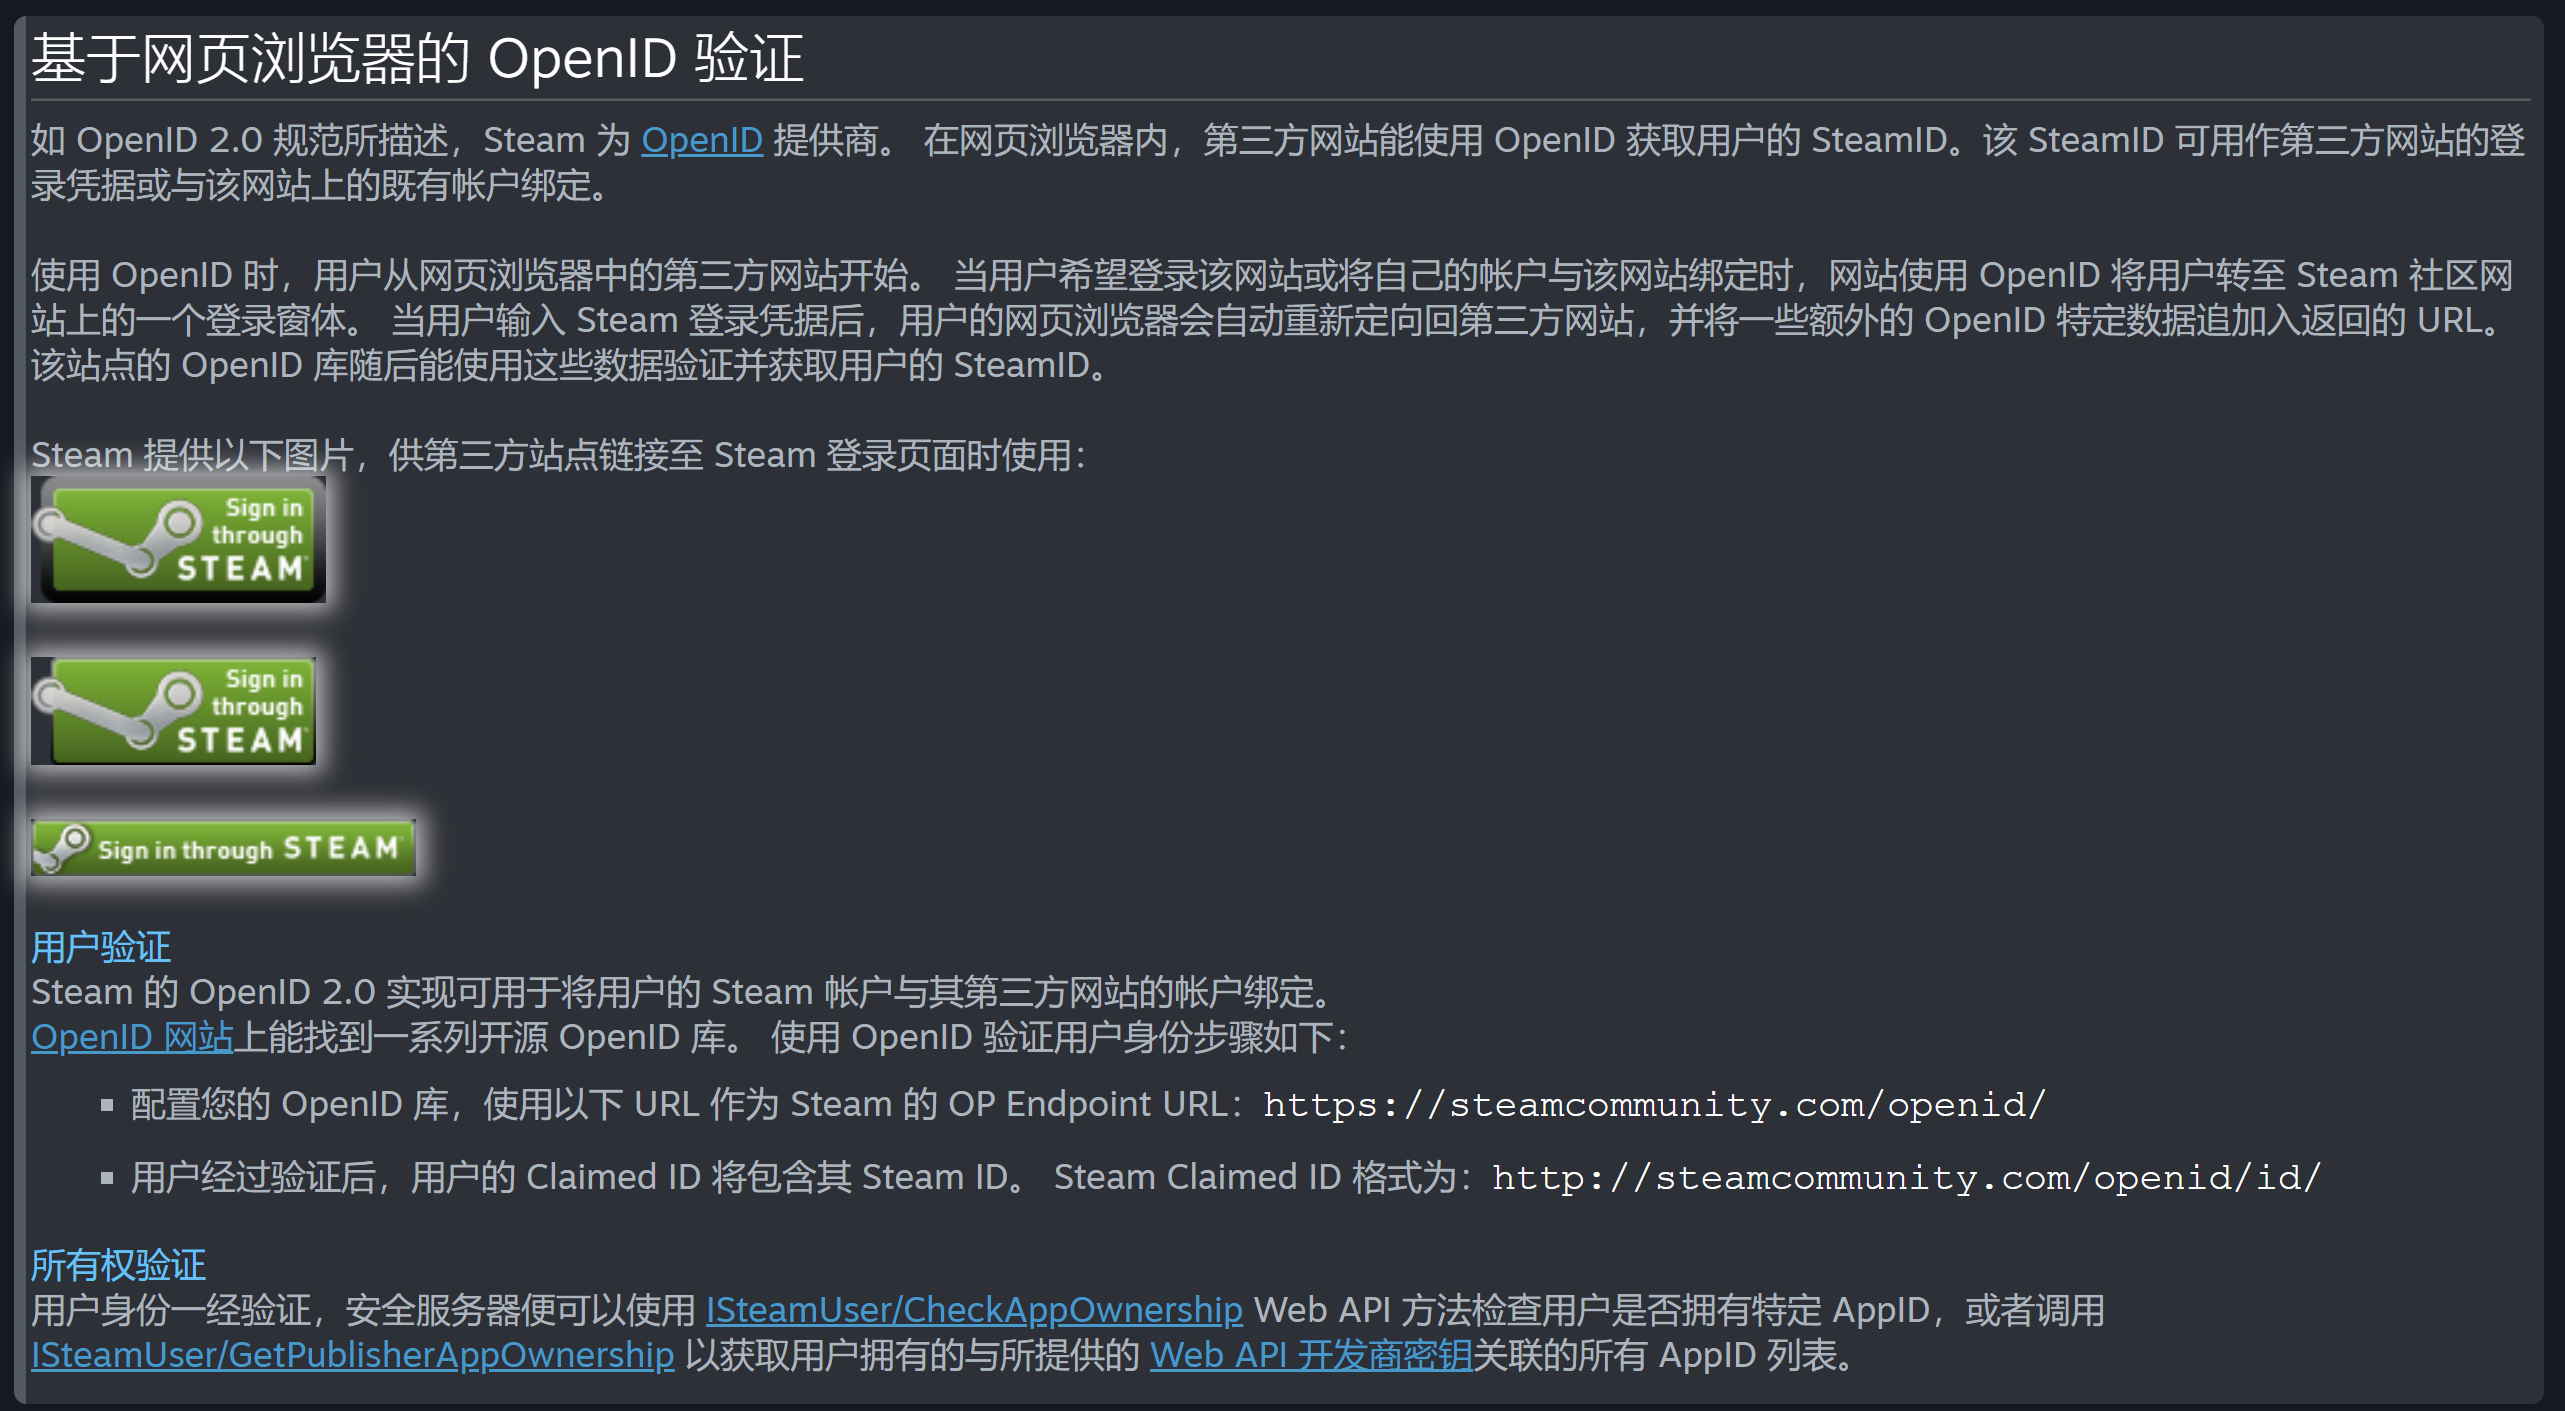 基于网页浏览器的 OpenID 验证
如 OpenID 2.0 规范所描述，Steam 为 OpenID 提供商。 在网页浏览器内，第三方网站能使用 OpenID 获取用户的 SteamID。该 SteamID 可用作第三方网站的登
录凭据或与该网站上的既有帐户绑定。
使用 OpenID 时，用户从网页浏览器中的第三方网站开始。 当用户希望登录该网站或将自己的帐户与该网站绑定时，网站使用 OpenID 将用户转至 Steam 社区网
站上的一个登录窗体。 当用户输入 Steam 登录凭据后，用户的网页浏览器会自动重新定向回第三方网站，并将一些额外的 OpenID 特定数据追加入返回的 URL。
该站点的 OpenID 库随后能使用这些数据验证并获取用户的 SteamID。
Steam 提供以下图片，供第三方站点链接至 Steam 登录页面时使用：
Sign in
through
STEAM™
Sign in
through
STEAM™
Sign in through STEAM™
用户验证
Steam 的 OpenID 2.0 实现可用于将用户的 Steam 帐户与其第三方网站的帐户绑定。
OpenID 网站上能找到一系列开源 OpenID 库。 使用 OpenID 验证用户身份步骤如下：
▪ 配置您的 OpenID 库，使用以下 URL 作为 Steam 的 OP Endpoint URL：https://steamcommunity.com/openid/
▪ 用户经过验证后，用户的 Claimed ID 将包含其 Steam ID。 Steam Claimed ID 格式为：http://steamcommunity.com/openid/id/
所有权验证
用户身份一经验证，安全服务器便可以使用 ISteamUser/CheckAppOwnership Web API 方法检查用户是否拥有特定 AppID，或者调用
ISteamUser/GetPublisherAppOwnership 以获取用户拥有的与所提供的 Web API 开发商密钥关联的所有 AppID 列表。